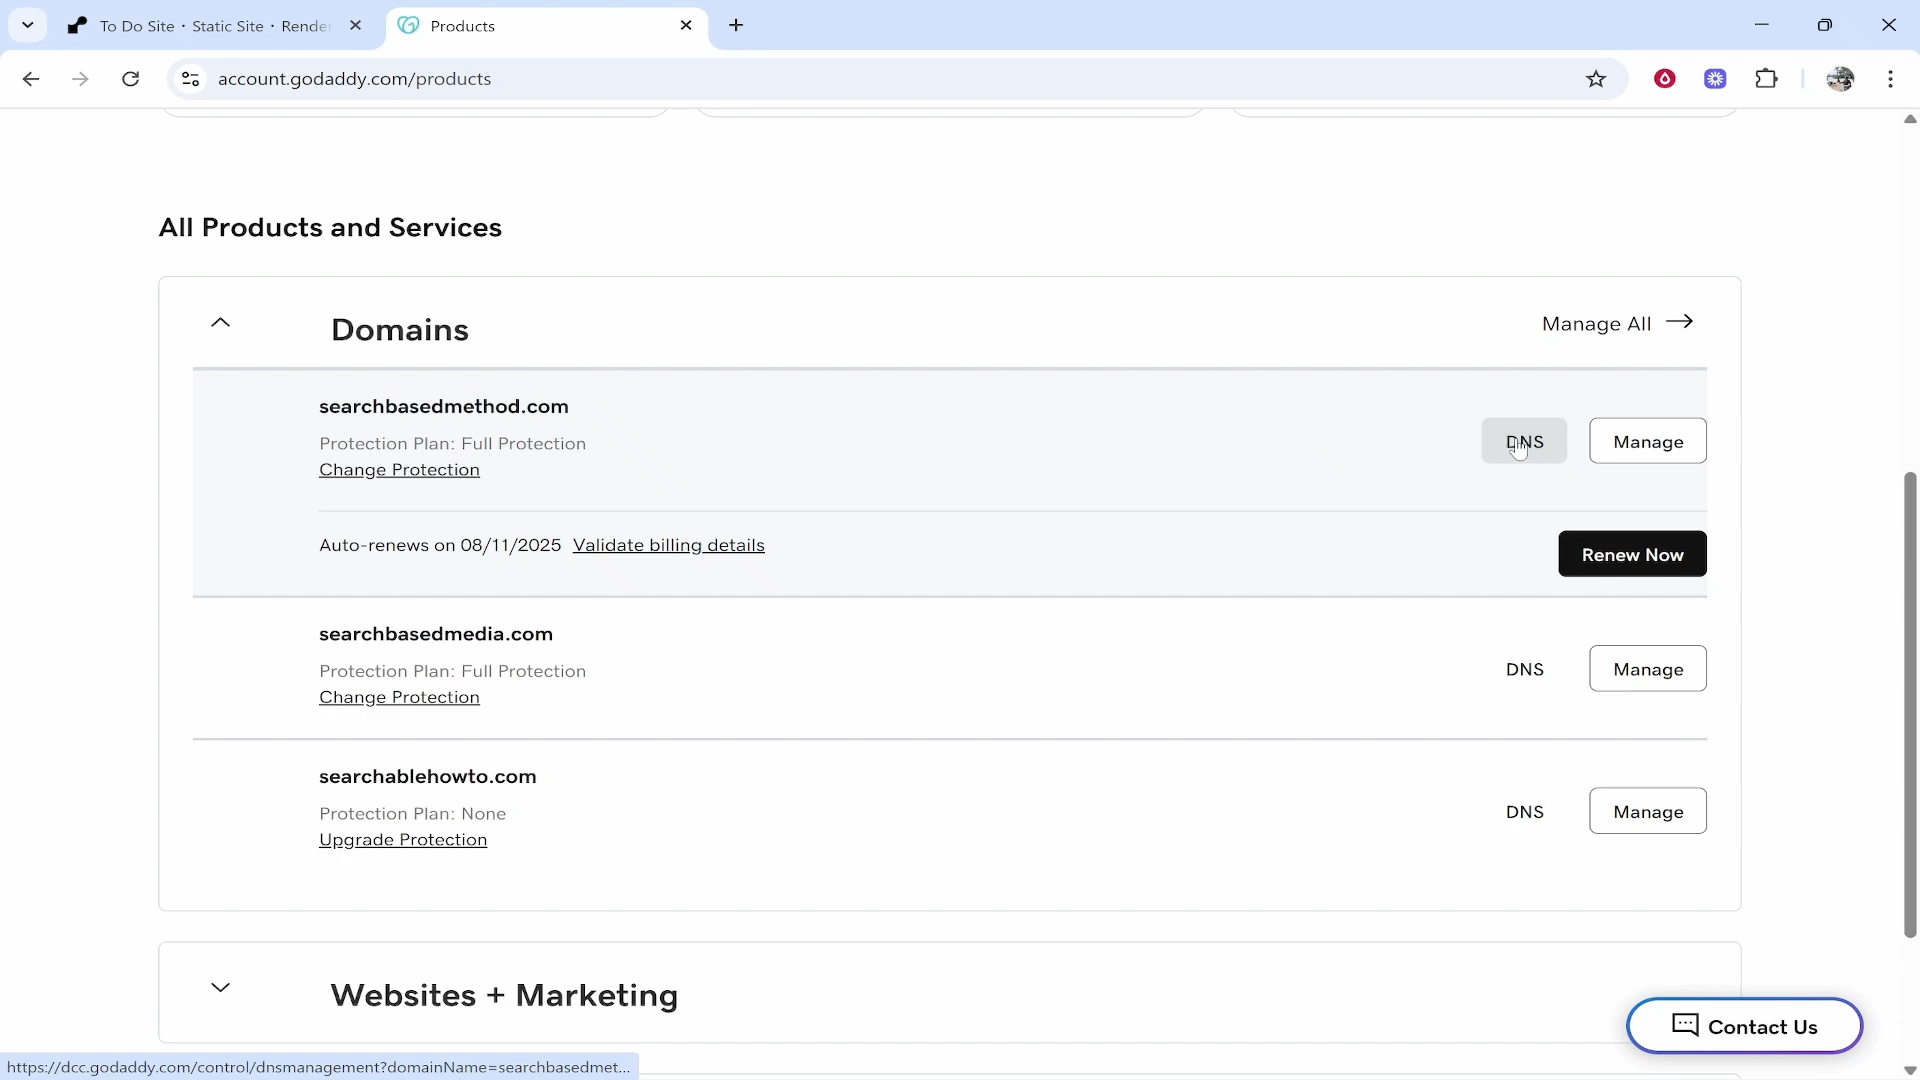 To Do Site · Static Site · Rende
Products
account.godaddy.com/products
All Products and Services
Domains
Manage All
searchbasedmethod.com
Protection Plan: Full Protection
Change Protection
DNS
Manage
Auto-renews on 08/11/2025 Validate billing details
Renew Now
searchbasedmedia.com
Protection Plan: Full Protection
Change Protection
DNS
Manage
searchablehowto.com
Protection Plan: None
Upgrade Protection
DNS
Manage
Websites + Marketing
Contact Us
https://dcc.godaddy.com/control/dnsmanagement?domainName=searchbasedmet...